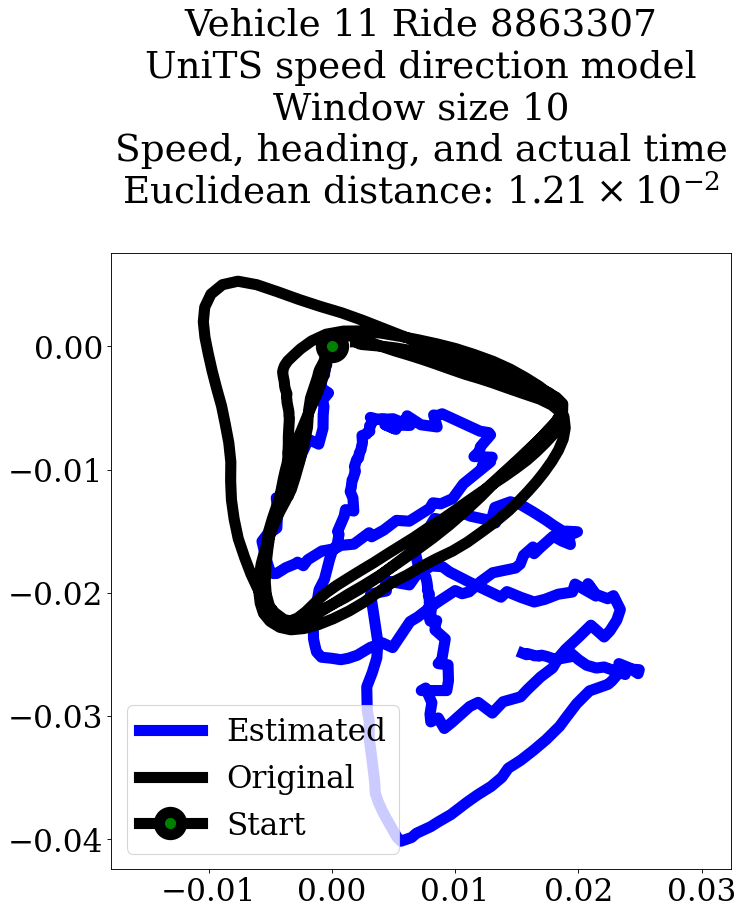 Vehicle 11 Ride 8863307
UniTS speed direction model
Window size 10
Speed, heading, and actual time
Euclidean distance: 1.21 × 10⁻²
0.00
−0.01
−0.02
−0.03
−0.04
Estimated
Original
Start
−0.01 0.00 0.01 0.02 0.03